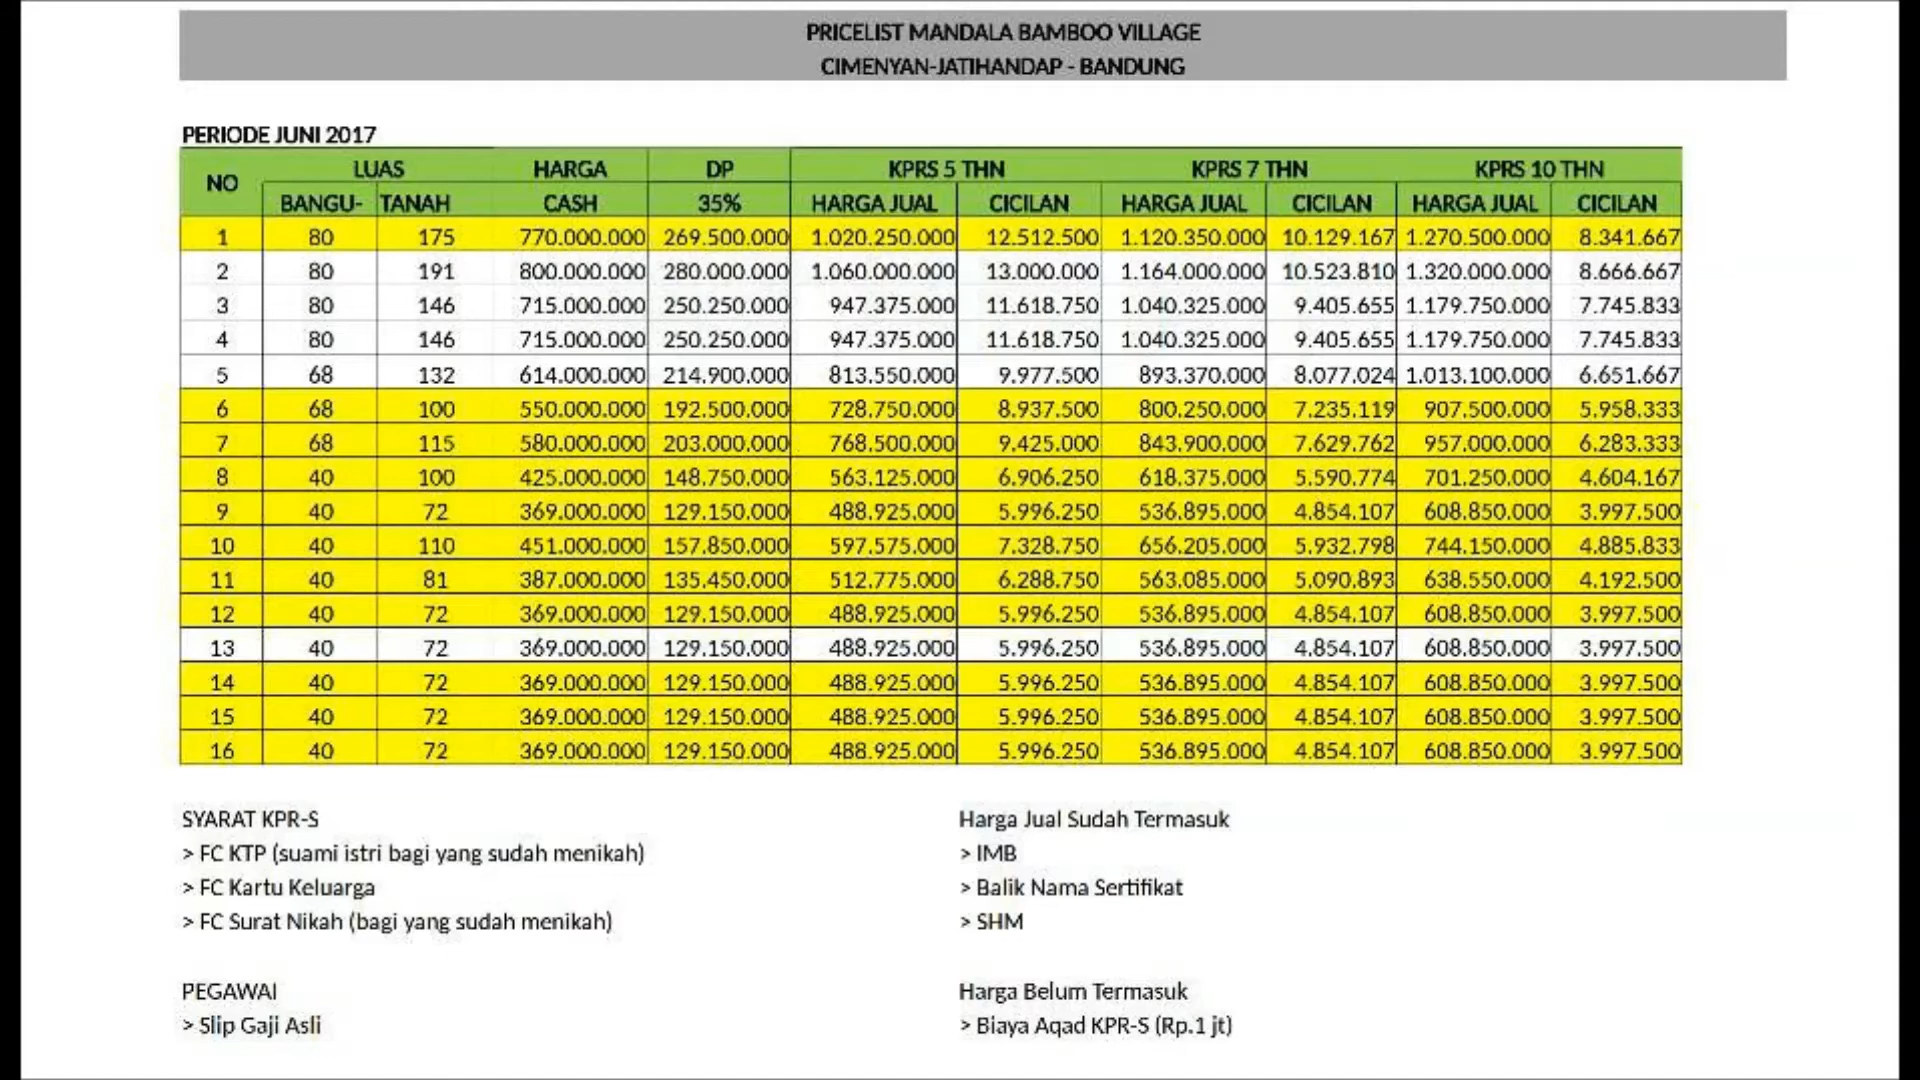 PRICELIST MANDALA BAMBOO VILLAGE
CIMENYAN-JATIHANDAP - BANDUNG
PERIODE JUNI 2017
NO LUAS HARGA DP KPRS 5 THN KPRS 7 THN KPRS 10 THN
BANGU- TANAH CASH 35% HARGA JUAL CICILAN HARGA JUAL CICILAN HARGA JUAL CICILAN
1 80 175 770.000.000 269.500.000 1.020.250.000 12.512.500 1.120.350.000 10.129.167 1.270.500.000 8.341.667
2 80 191 800.000.000 280.000.000 1.060.000.000 13.000.000 1.164.000.000 10.523.810 1.320.000.000 8.666.667
3 80 146 715.000.000 250.250.000 947.375.000 11.618.750 1.040.325.000 9.405.655 1.179.750.000 7.745.833
4 80 146 715.000.000 250.250.000 947.375.000 11.618.750 1.040.325.000 9.405.655 1.179.750.000 7.745.833
5 68 132 614.000.000 214.900.000 813.550.000 9.977.500 893.370.000 8.077.024 1.013.100.000 6.651.667
6 68 100 550.000.000 192.500.000 728.750.000 8.937.500 800.250.000 7.235.119 907.500.000 5.958.333
7 68 115 580.000.000 203.000.000 768.500.000 9.425.000 843.900.000 7.629.762 957.000.000 6.283.333
8 40 100 425.000.000 148.750.000 563.125.000 6.906.250 618.375.000 5.590.774 701.250.000 4.604.167
9 40 72 369.000.000 129.150.000 488.925.000 5.996.250 536.895.000 4.854.107 608.850.000 3.997.500
10 40 110 451.000.000 157.850.000 597.575.000 7.328.750 656.205.000 5.932.798 744.150.000 4.885.833
11 40 81 387.000.000 135.450.000 512.775.000 6.288.750 563.085.000 5.090.893 638.550.000 4.192.500
12 40 72 369.000.000 129.150.000 488.925.000 5.996.250 536.895.000 4.854.107 608.850.000 3.997.500
13 40 72 369.000.000 129.150.000 488.925.000 5.996.250 536.895.000 4.854.107 608.850.000 3.997.500
14 40 72 369.000.000 129.150.000 488.925.000 5.996.250 536.895.000 4.854.107 608.850.000 3.997.500
15 40 72 369.000.000 129.150.000 488.925.000 5.996.250 536.895.000 4.854.107 608.850.000 3.997.500
16 40 72 369.000.000 129.150.000 488.925.000 5.996.250 536.895.000 4.854.107 608.850.000 3.997.500
SYARAT KPR-S
> FC KTP (suami istri bagi yang sudah menikah)
> FC Kartu Keluarga
> FC Surat Nikah (bagi yang sudah menikah)
PEGAWAI
> Slip Gaji Asli
Harga Jual Sudah Termasuk
> IMB
> Balik Nama Sertifikat
> SHM
Harga Belum Termasuk
> Biaya Aqad KPR-S (Rp.1 jt)